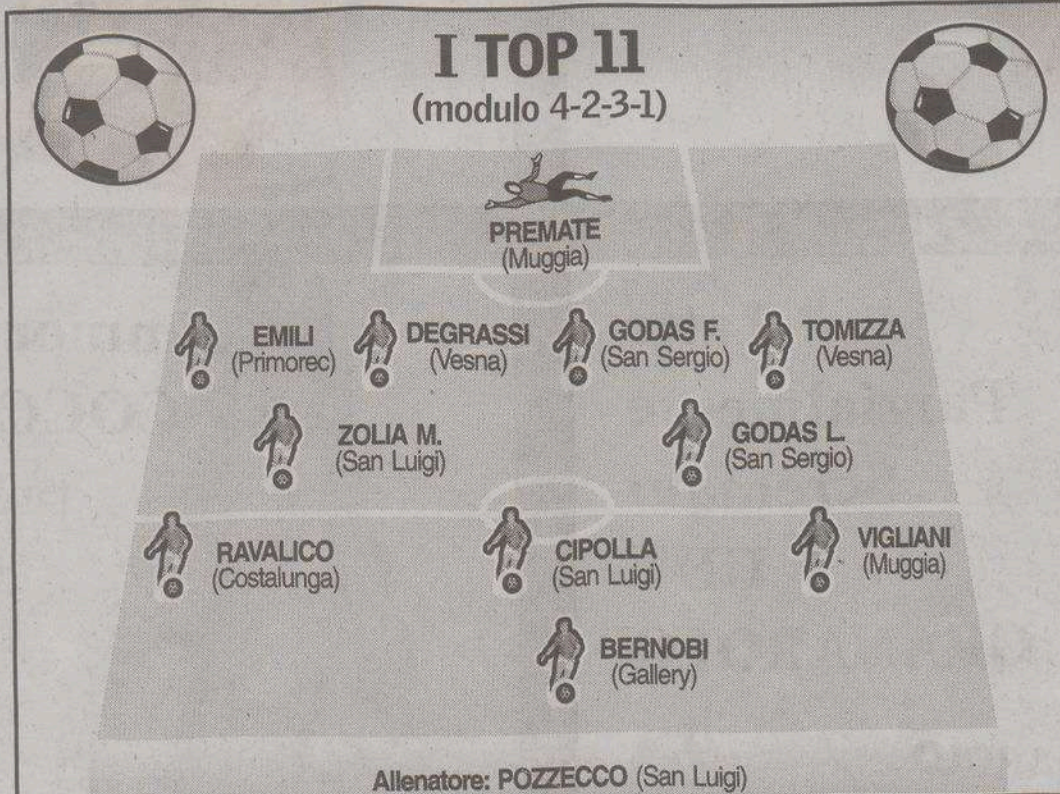 I TOP 11
(modulo 4-2-3-1)
PREMATE
(Muggia)
EMILI
(Primorec)
DEGRASSI
(Vesna)
GODAS F.
(San Sergio)
TOMIZZA
(Vesna)
ZOLIA M.
(San Luigi)
GODAS L.
(San Sergio)
RAVALICO
(Costalunga)
CIPOLLA
(San Luigi)
VIGLIANI
(Muggia)
BERNOBI
(Gallery)
Allenatore: POZZECCO (San Luigi)